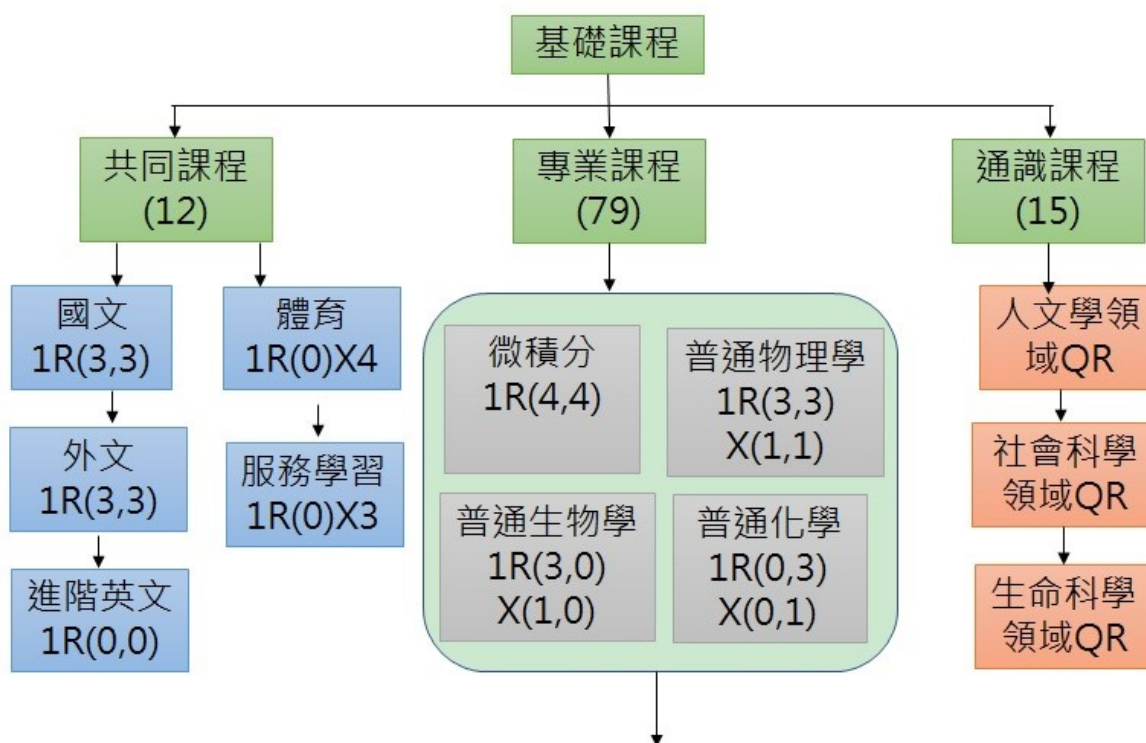 基礎課程
共同課程
(12)
專業課程
(79)
通識課程
(15)
國文
1R(3,3)
體育
1R(0)X4
外文
1R(3,3)
服務學習
1R(0)X3
進階英文
1R(0,0)
微積分
1R(4,4)
普通物理學
1R(3,3)
X(1,1)
普通生物學
1R(3,0)
X(1,0)
普通化學
1R(0,3)
X(0,1)
人文學領
域QR
社會科學
領域QR
生命科學
領域QR